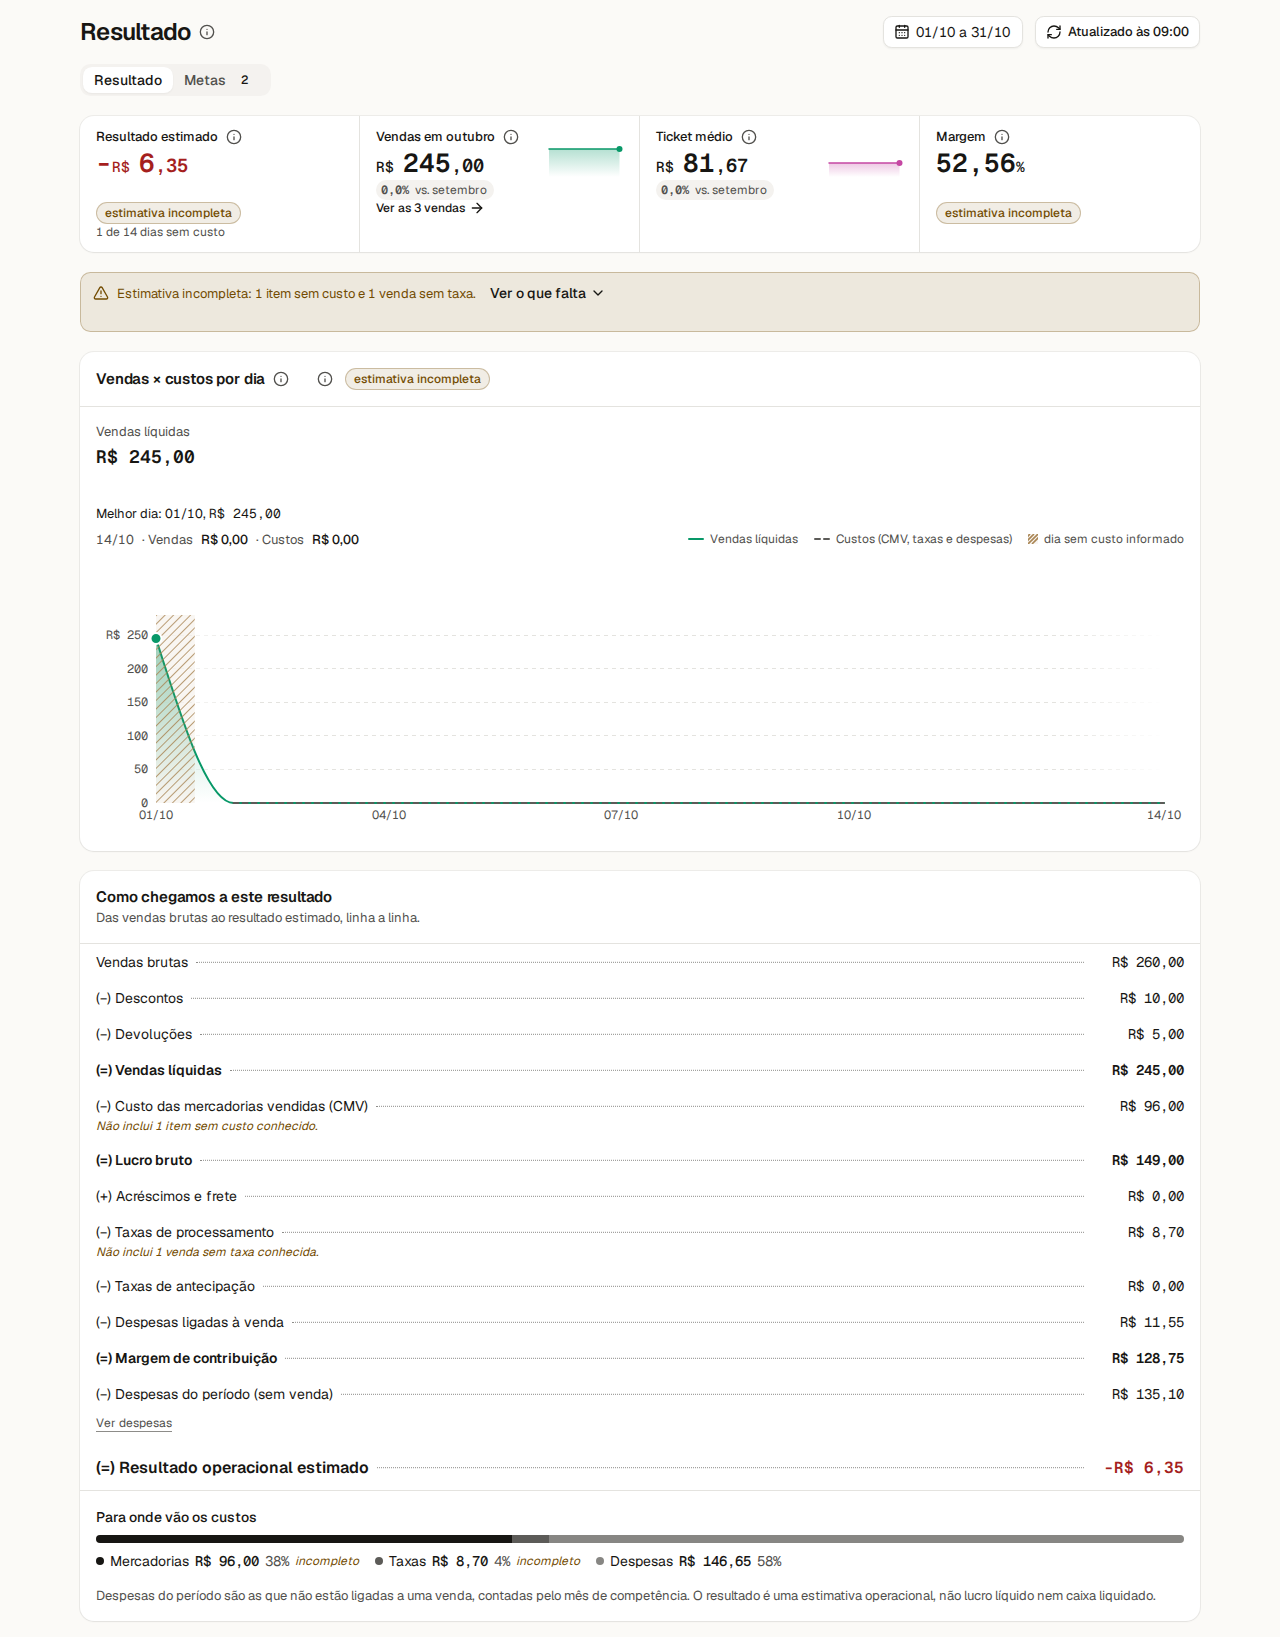 Resultado
01/10 a 31/10
Atualizado às 09:00
Resultado
Metas 2
Resultado estimado
-R$ 6,35
estimativa incompleta
1 de 14 dias sem custo
Vendas em outubro
R$ 245,00
0,0% vs. setembro
Ver as 3 vendas
Ticket médio
R$ 81,67
0,0% vs. setembro
Margem
52,56%
estimativa incompleta
Estimativa incompleta: 1 item sem custo e 1 venda sem taxa. Ver o que falta
Vendas × custos por dia
estimativa incompleta
Vendas líquidas
R$ 245,00
Melhor dia: 01/10, R$ 245,00
14/10 · Vendas R$ 0,00 · Custos R$ 0,00
Vendas líquidas
Custos (CMV, taxas e despesas)
dia sem custo informado
R$ 250
200
150
100
50
0
01/10
04/10
07/10
10/10
14/10
Como chegamos a este resultado
Das vendas brutas ao resultado estimado, linha a linha.
Vendas brutas R$ 260,00
(−) Descontos R$ 10,00
(−) Devoluções R$ 5,00
(=) Vendas líquidas R$ 245,00
(−) Custo das mercadorias vendidas (CMV) R$ 96,00
Não inclui 1 item sem custo conhecido.
(=) Lucro bruto R$ 149,00
(+) Acréscimos e frete R$ 0,00
(−) Taxas de processamento R$ 8,70
Não inclui 1 venda sem taxa conhecida.
(−) Taxas de antecipação R$ 0,00
(−) Despesas ligadas à venda R$ 11,55
(=) Margem de contribuição R$ 128,75
(−) Despesas do período (sem venda) R$ 135,10
Ver despesas
(=) Resultado operacional estimado -R$ 6,35
Para onde vão os custos
Mercadorias R$ 96,00 38% incompleto
Taxas R$ 8,70 4% incompleto
Despesas R$ 146,65 58%
Despesas do período são as que não estão ligadas a uma venda, contadas pelo mês de competência. O resultado é uma estimativa operacional, não lucro líquido nem caixa liquidado.